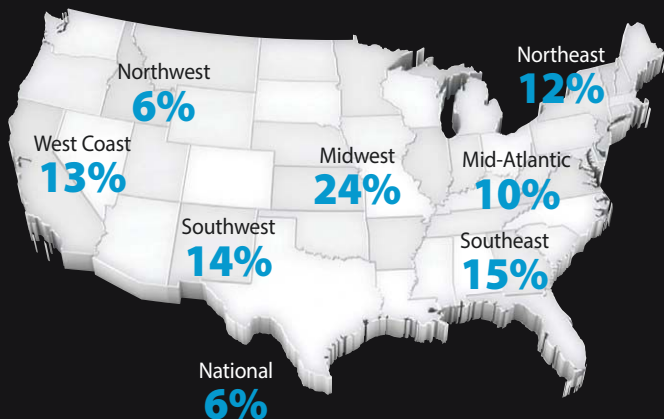 Northeast
12%
Northwest
6%
West Coast
13%
Midwest
24%
Mid-Atlantic
10%
Southwest
14%
Southeast
15%
National
6%